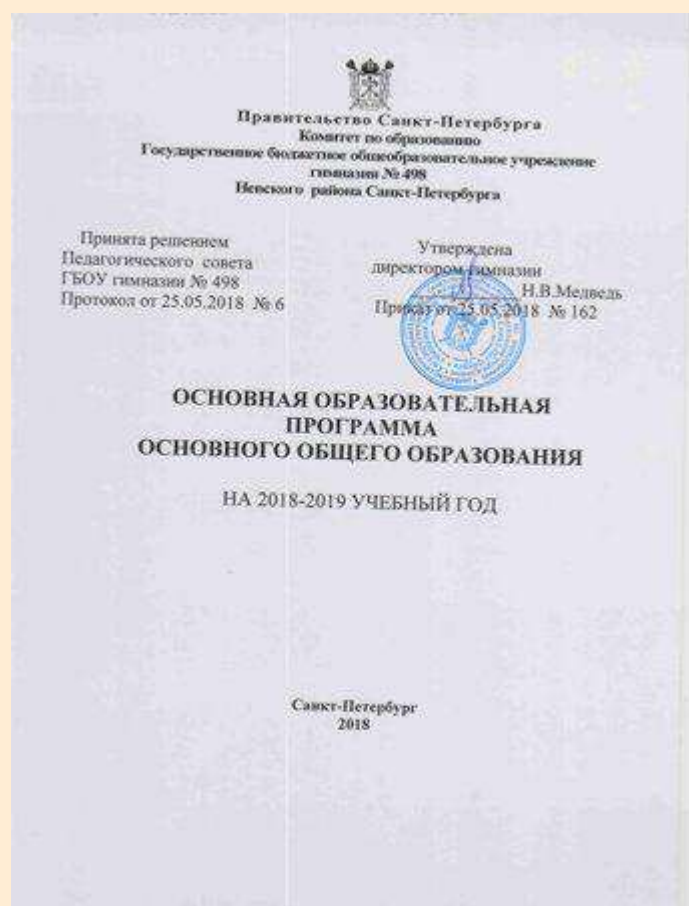 Правительство Санкт-Петербурга
Комитет по образованию
Государственное бюджетное общеобразовательное учреждение
гимназия № 498
Невского района Санкт-Петербурга
Принята решением
Педагогического совета
ГБОУ гимназии № 498
Протокол от 25.05.2018 № 6
Утверждена
директором гимназии
Н.В.Медведь
Приказ от 25.05.2018 № 162
ОСНОВНАЯ ОБРАЗОВАТЕЛЬНАЯ
ПРОГРАММА
ОСНОВНОГО ОБЩЕГО ОБРАЗОВАНИЯ
НА 2018-2019 УЧЕБНЫЙ ГОД
Санкт-Петербург
2018